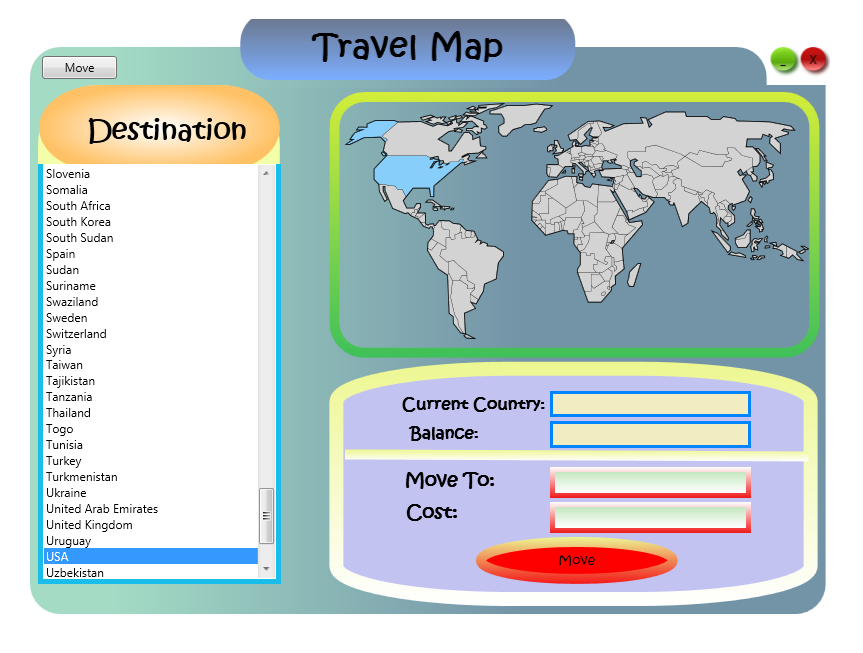 Travel Map
Move
_
X
Destination
Slovenia
Somalia
South Africa
South Korea
South Sudan
Spain
Sudan
Suriname
Swaziland
Sweden
Switzerland
Syria
Taiwan
Tajikistan
Tanzania
Thailand
Togo
Tunisia
Turkey
Turkmenistan
Ukraine
United Arab Emirates
United Kingdom
Uruguay
USA
Uzbekistan
Current Country:
Balance:
Move To:
Cost:
Move